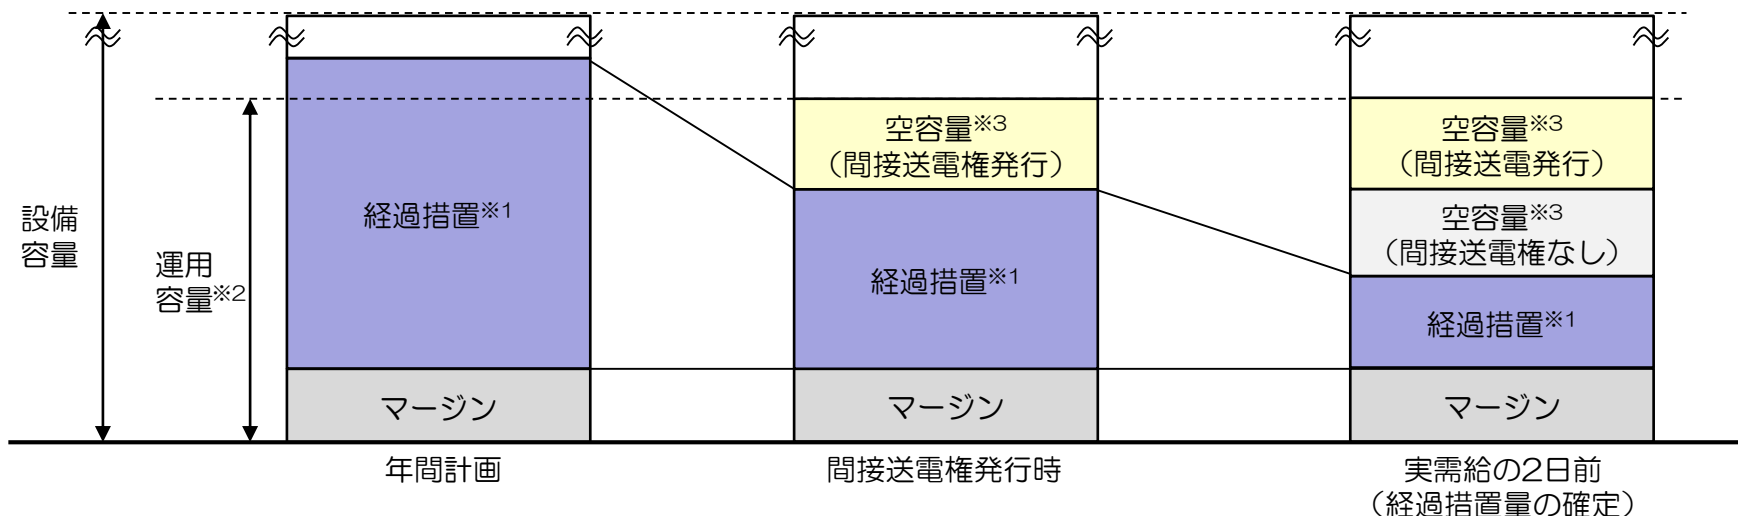 設備
容量
運用
容量※2
経過措置※1
マージン
年間計画
空容量※3
（間接送電権発行）
経過措置※1
マージン
間接送電権発行時
空容量※3
（間接送電発行）
空容量※3
（間接送電権なし）
経過措置※1
マージン
実需給の2日前
（経過措置量の確定）